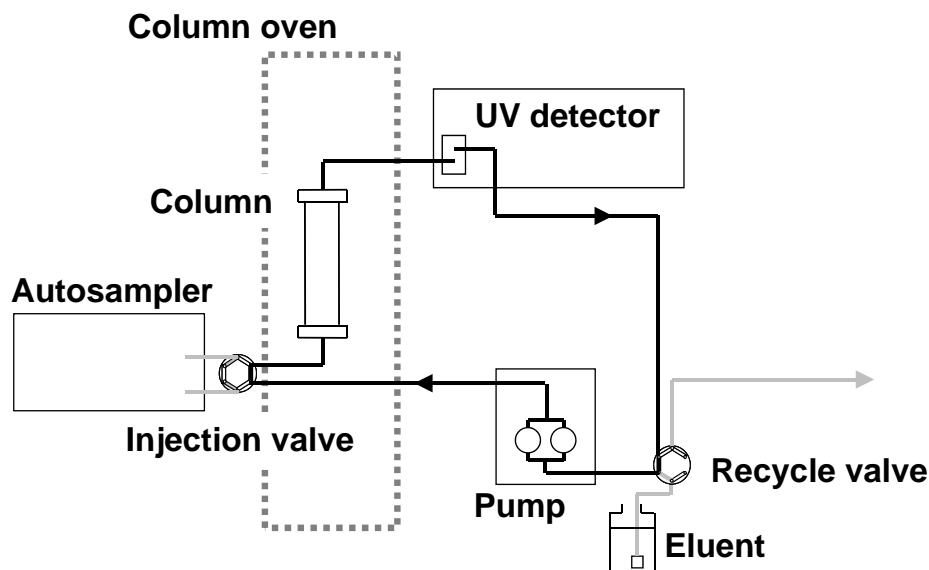 Column oven
UV detector
Column
Autosampler
Injection valve
Pump
Recycle valve
Eluent